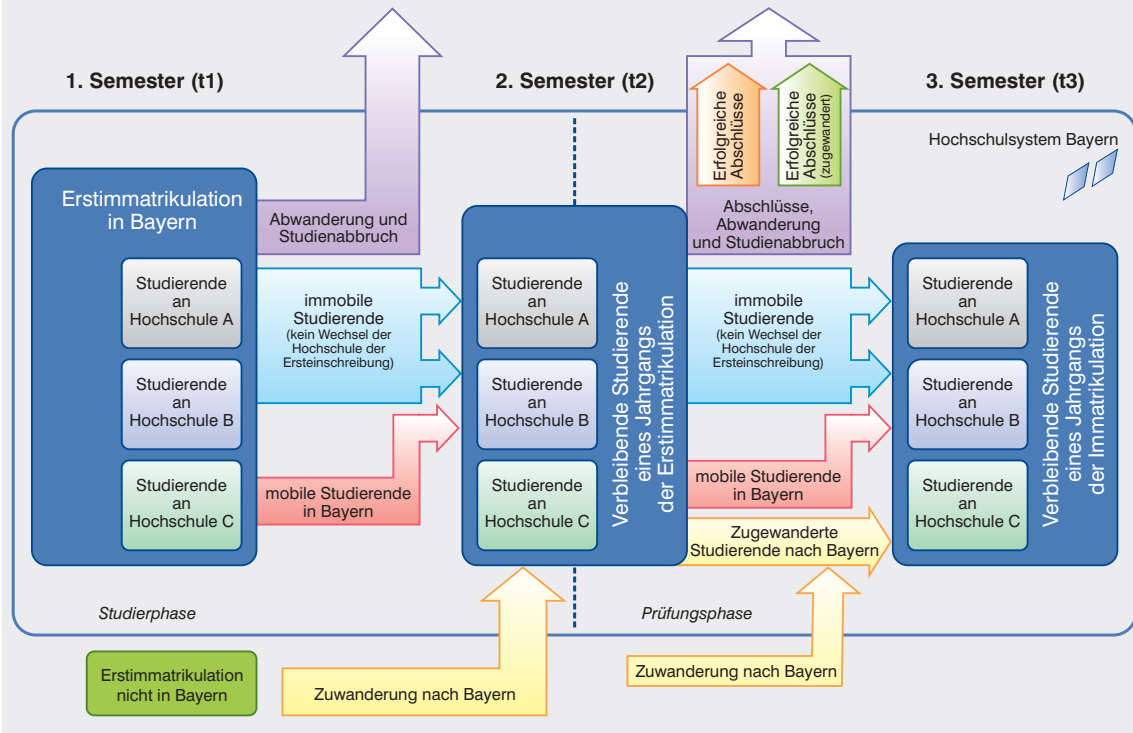 1. Semester (t1)
2. Semester (t2)
3. Semester (t3)
Hochschulsystem Bayern
Erstimmatrikulation
in Bayern
Studierende
an
Hochschule A
Studierende
an
Hochschule B
Studierende
an
Hochschule C
Abwanderung und
Studienabbruch
immobile
Studierende
(kein Wechsel der
Hochschule der
Ersteinschreibung)
mobile Studierende
in Bayern
Studierende
an
Hochschule A
Studierende
an
Hochschule B
Studierende
an
Hochschule C
Verbleibende Studierende
eines Jahrgangs
der Erstimmatrikulation
Erfolgreiche
Abschlüsse
Erfolgreiche
Abschlüsse
(zugewandert)
Abschlüsse,
Abwanderung
und Studienabbruch
immobile
Studierende
(kein Wechsel der
Hochschule der
Ersteinschreibung)
mobile Studierende
in Bayern
Zugewanderte
Studierende nach Bayern
Studierende
an
Hochschule A
Studierende
an
Hochschule B
Studierende
an
Hochschule C
Verbleibende Studierende
eines Jahrgangs
der Immatrikulation
Studierphase
Prüfungsphase
Erstimmatrikulation
nicht in Bayern
Zuwanderung nach Bayern
Zuwanderung nach Bayern